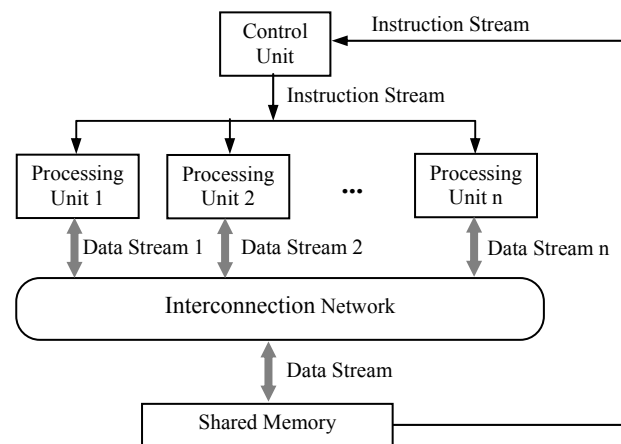 Control
Unit
Instruction Stream
Instruction Stream
Processing
Unit 1
Processing
Unit 2
...
Processing
Unit n
Data Stream 1
Data Stream 2
Data Stream n
Interconnection Network
Data Stream
Shared Memory